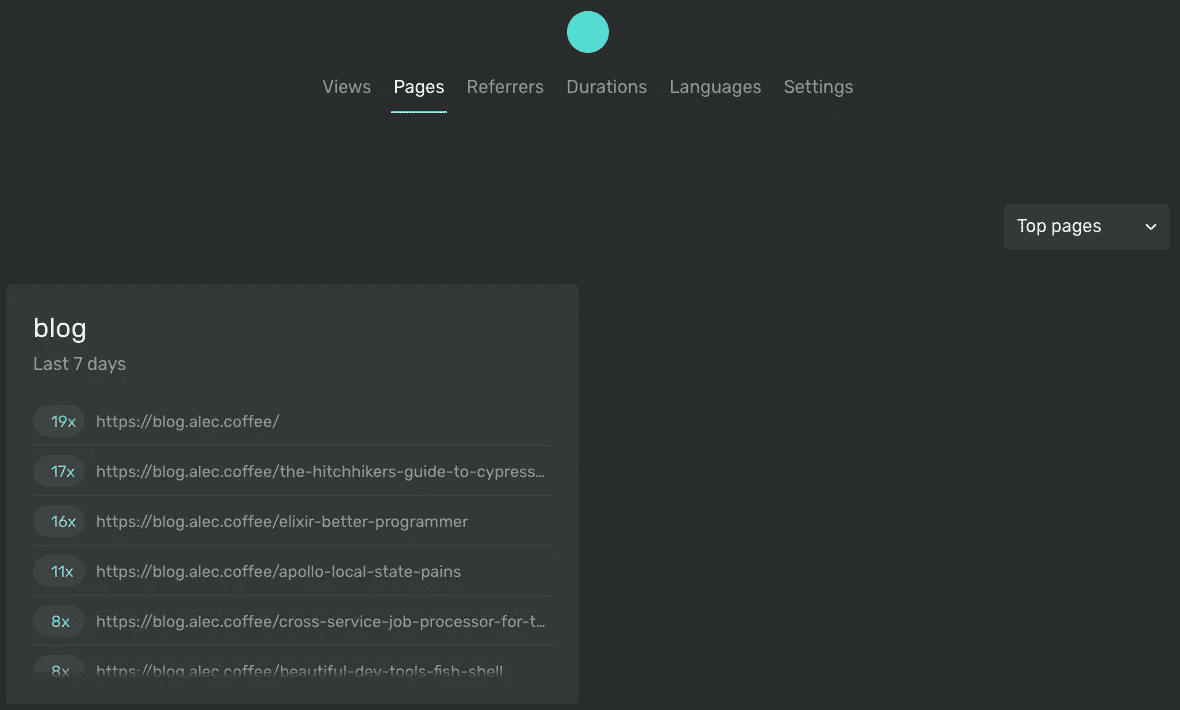 Views Pages Referrers Durations Languages Settings
Top pages
blog
Last 7 days
19x https://blog.alec.coffee/
17x https://blog.alec.coffee/the-hitchhikers-guide-to-cypress...
16x https://blog.alec.coffee/elixir-better-programmer
11x https://blog.alec.coffee/apollo-local-state-pains
8x https://blog.alec.coffee/cross-service-job-processor-for-t...
8x https://blog.alec.coffee/beautiful-dev-tools-fish-shell